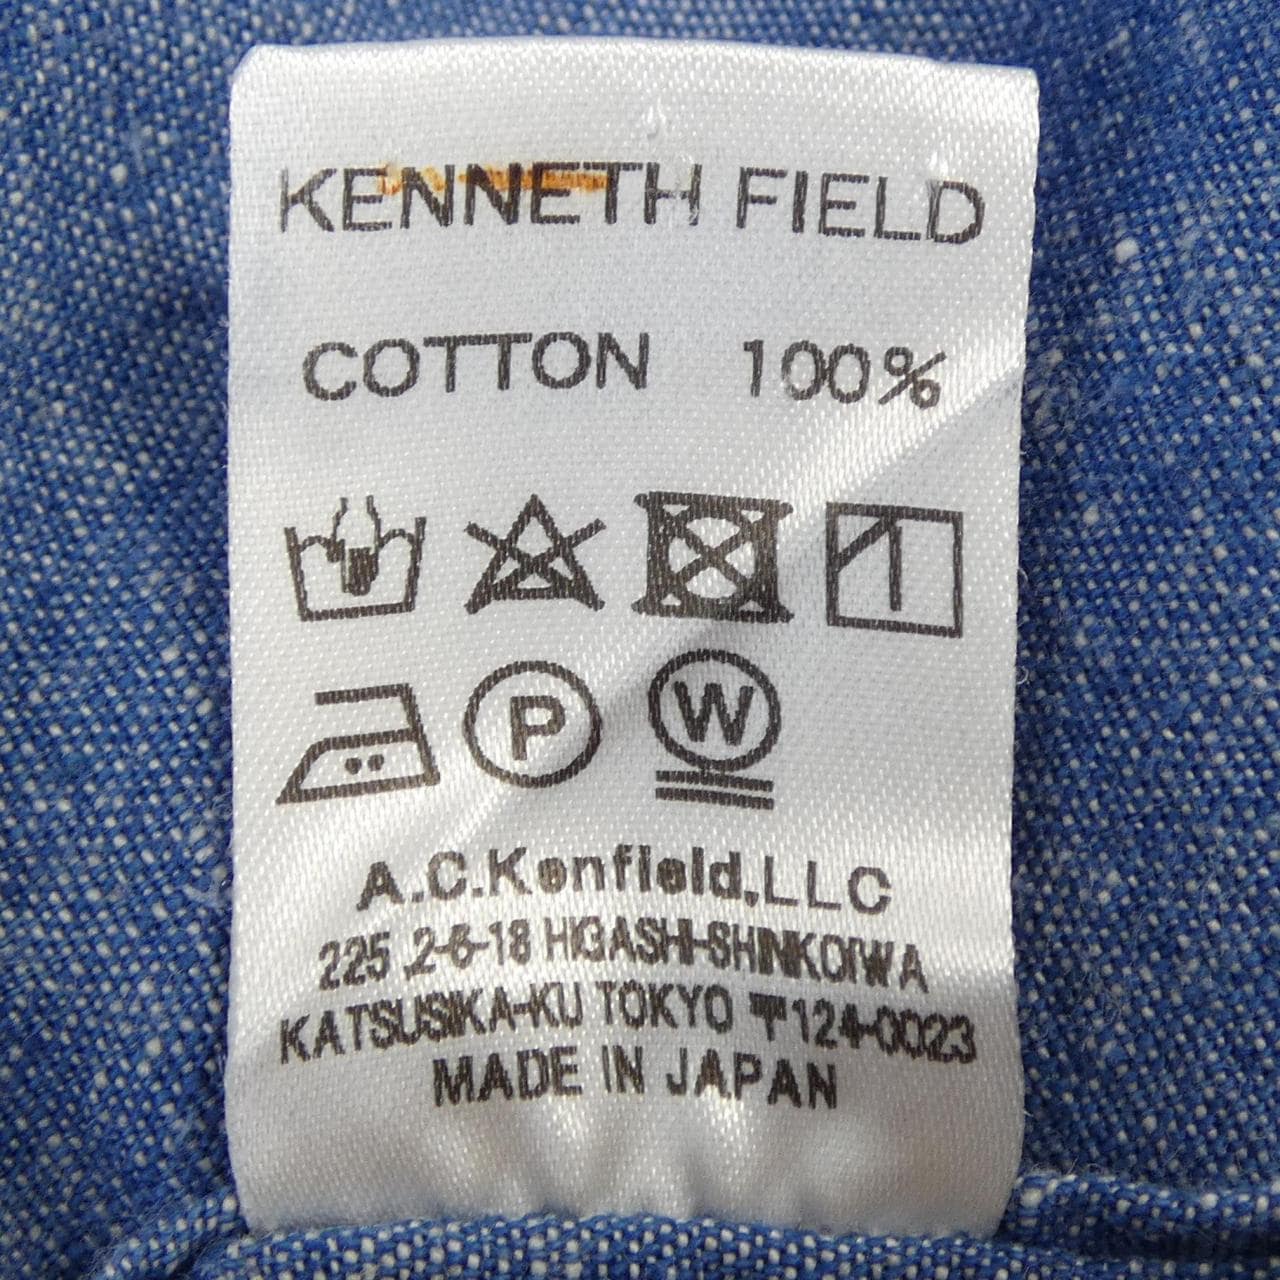 KENNETH FIELD
COTTON 100%
P W
A.C.Kenfield.LLC
225 ,2-6-18 HIGASHI-SHINKOIWA
KATSUSIKA-KU TOKYO 〒124-0023
MADE IN JAPAN